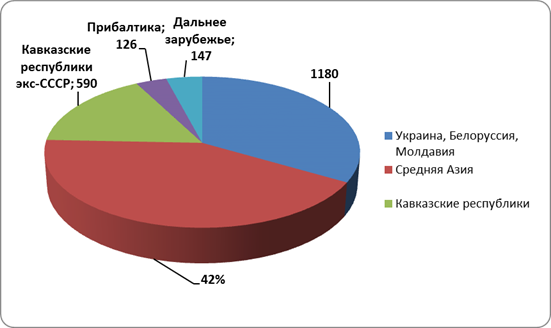 Прибалтика;
126
Дальнее
зарубежье;
147
Кавказские
республики
экс-СССР; 590
1180
Украина, Белоруссия,
Молдавия
Средняя Азия
Кавказские республики
42%